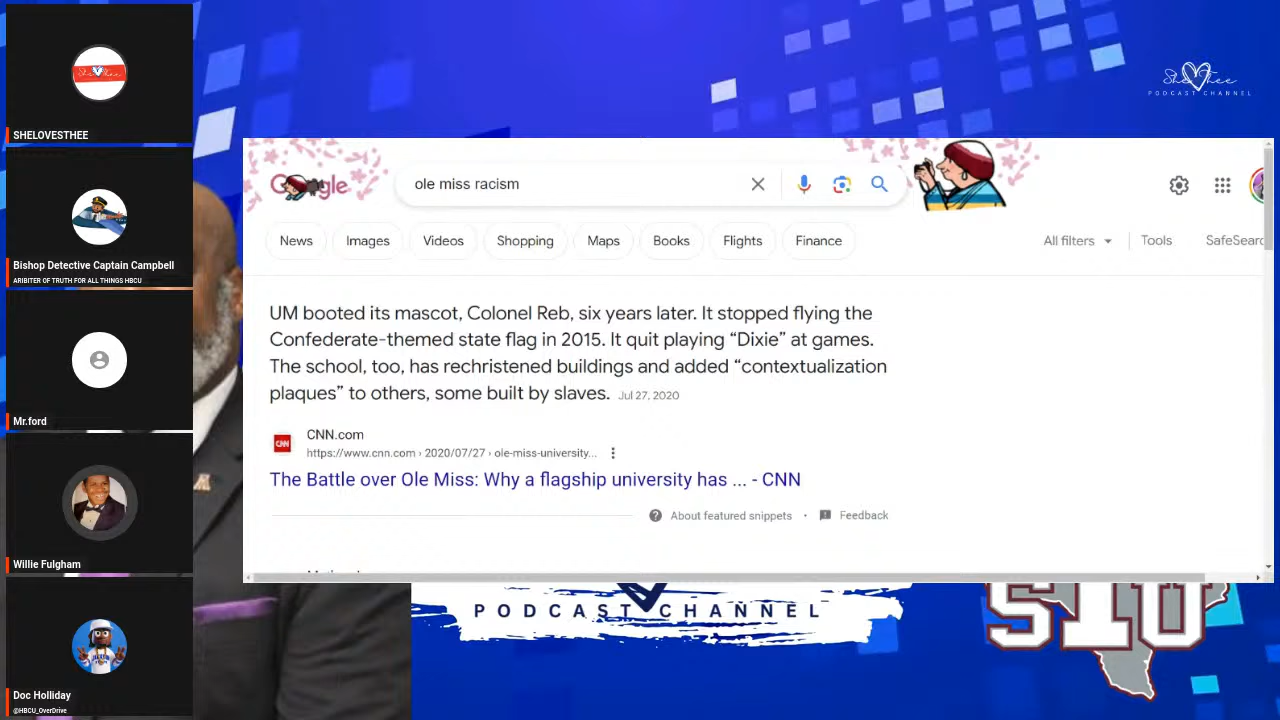 SHELOVESTHEE
Bishop Detective Captain Campbell
ARIBITER OF TRUTH FOR ALL THINGS HBCU
Mr.ford
Willie Fulgham
Doc Holliday
@HBCU_OverDrive
PODCAST CHANNEL
Google
ole miss racism
News Images Videos Shopping Maps Books Flights Finance All filters Tools
UM booted its mascot, Colonel Reb, six years later. It stopped flying the
Confederate-themed state flag in 2015. It quit playing “Dixie” at games.
The school, too, has rechristened buildings and added “contextualization
plaques” to others, some built by slaves. Jul 27, 2020
CNN
CNN.com
https://www.cnn.com › 2020/07/27 › ole-miss-university...
The Battle over Ole Miss: Why a flagship university has ... - CNN
About featured snippets • Feedback
PODCAST CHANNEL